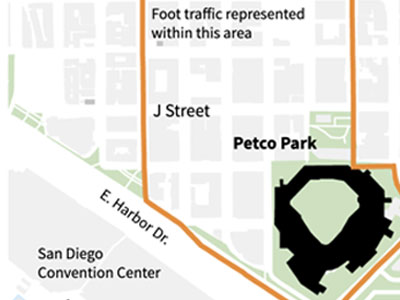 Foot traffic represented
within this area
J Street
Petco Park
E. Harbor Dr.
San Diego
Convention Center